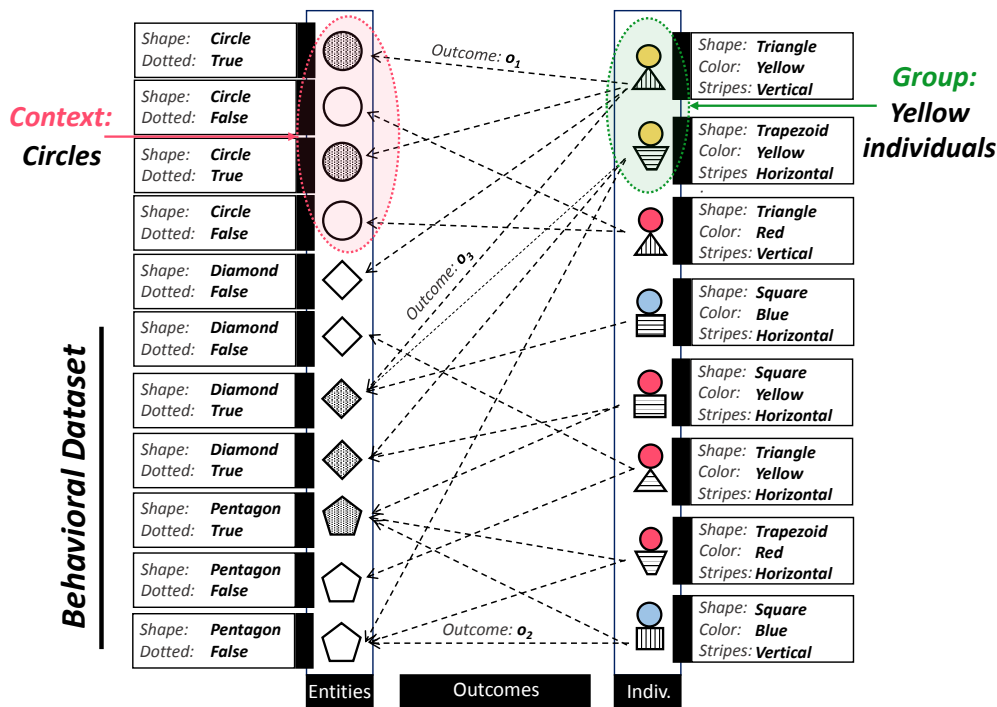 Shape: Circle
Dotted: True
Shape: Circle
Dotted: False
Shape: Circle
Dotted: True
Shape: Circle
Dotted: False
Shape: Diamond
Dotted: False
Shape: Diamond
Dotted: False
Shape: Diamond
Dotted: True
Shape: Diamond
Dotted: True
Shape: Pentagon
Dotted: True
Shape: Pentagon
Dotted: False
Shape: Pentagon
Dotted: False
Context:
Circles
Behavioral Dataset
Outcome: o1
Outcome: o3
Outcome: o2
Shape: Triangle
Color: Yellow
Stripes: Vertical
Shape: Trapezoid
Color: Yellow
Stripes Horizontal
Shape: Triangle
Color: Red
Stripes: Vertical
Shape: Square
Color: Blue
Stripes: Horizontal
Shape: Square
Color: Yellow
Stripes: Horizontal
Shape: Triangle
Color: Yellow
Stripes: Horizontal
Shape: Trapezoid
Color: Red
Stripes: Horizontal
Shape: Square
Color: Blue
Stripes: Vertical
Group:
Yellow
individuals
Entities
Outcomes
Indiv.